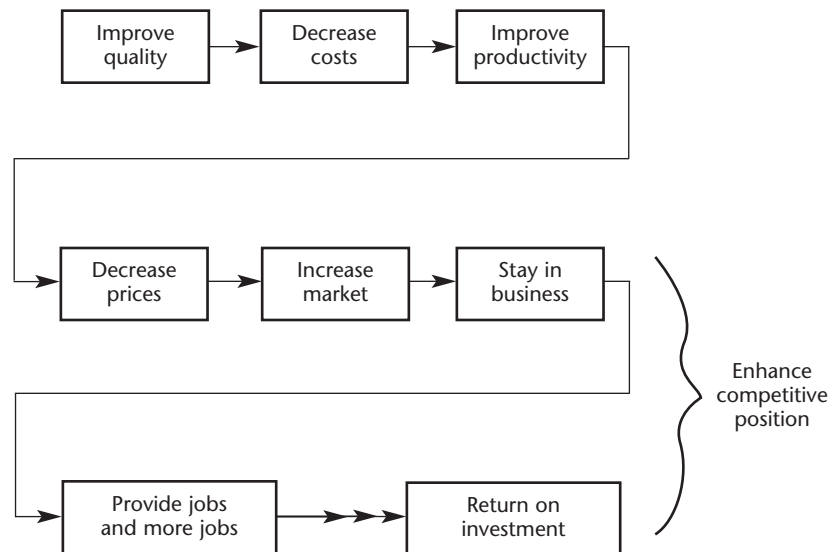 Improve
quality
Decrease
costs
Improve
productivity
Decrease
prices
Increase
market
Stay in
business
Enhance
competitive
position
Provide jobs
and more jobs
Return on
investment